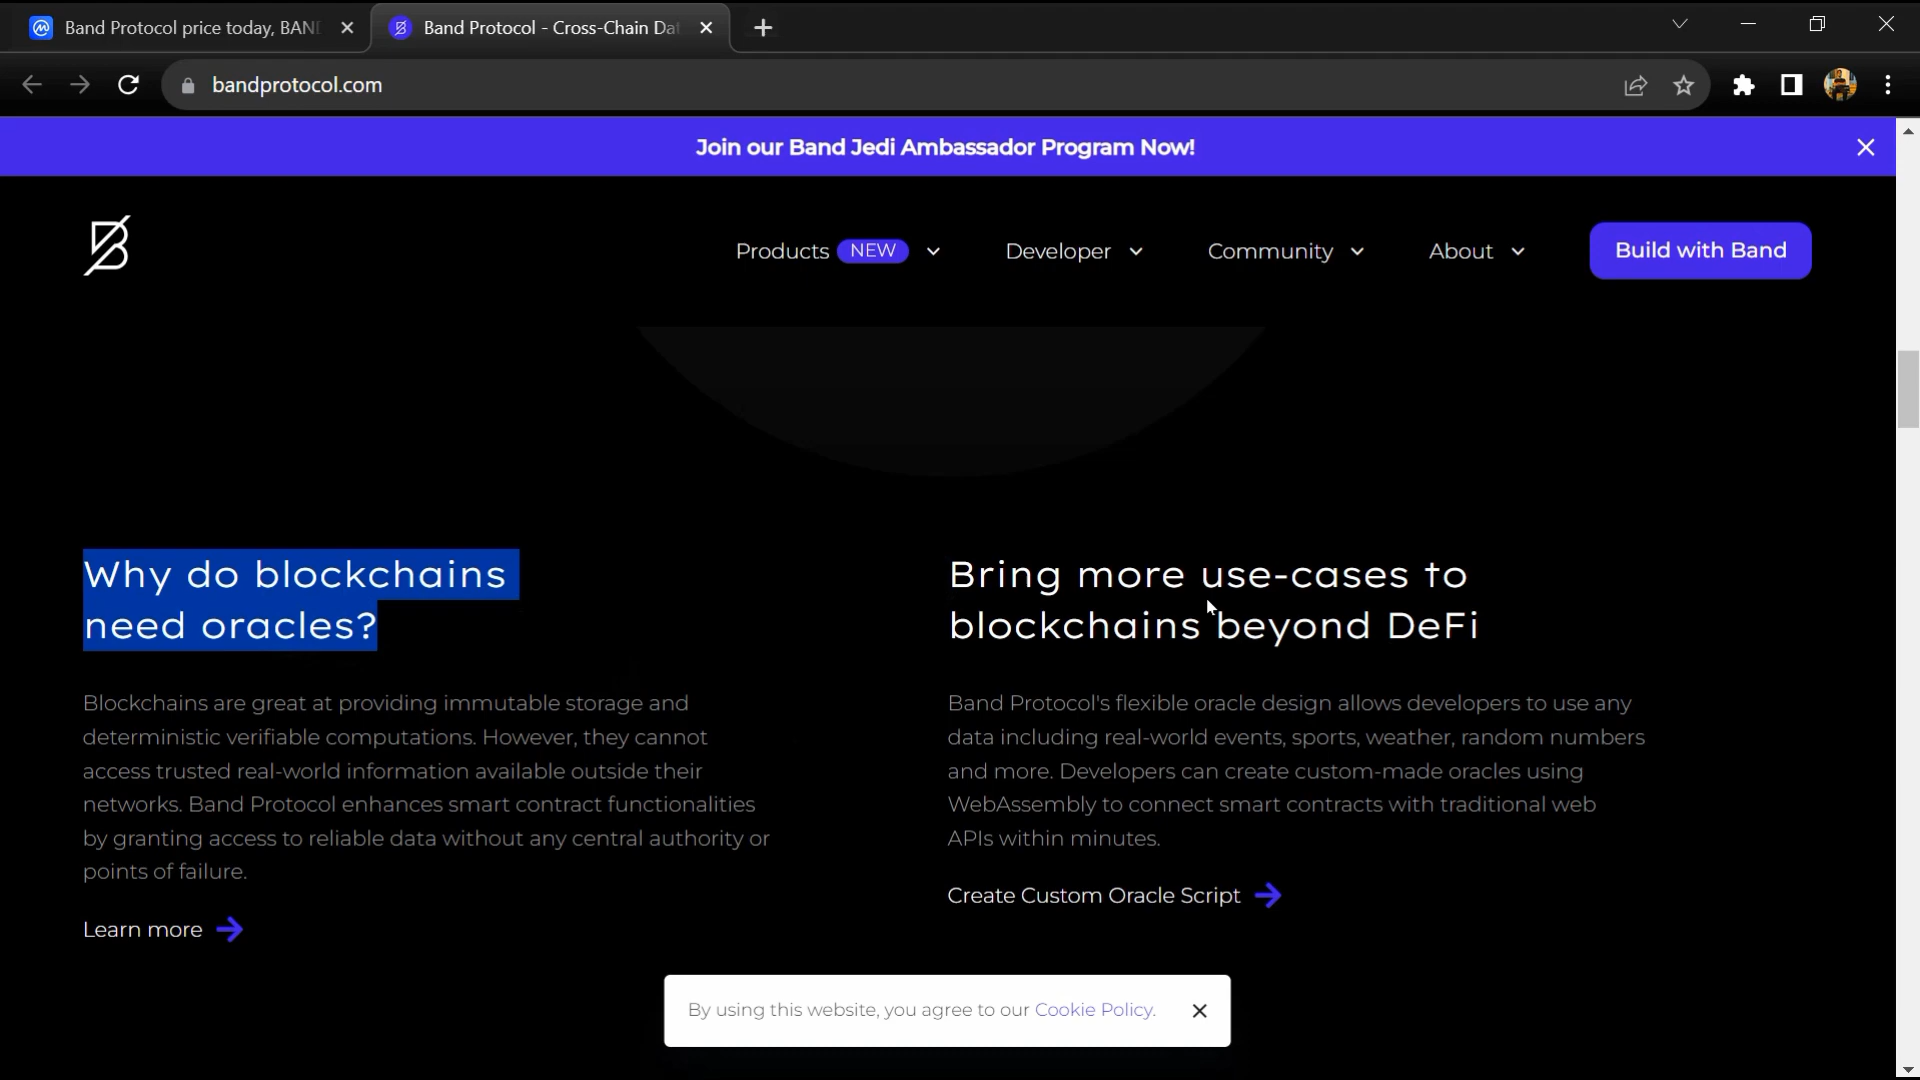 Band Protocol price today, BAN
Band Protocol - Cross-Chain Dat
bandprotocol.com
Join our Band Jedi Ambassador Program Now!
Products NEW Developer Community About Build with Band
Why do blockchains
need oracles?
Blockchains are great at providing immutable storage and
deterministic verifiable computations. However, they cannot
access trusted real-world information available outside their
networks. Band Protocol enhances smart contract functionalities
by granting access to reliable data without any central authority or
points of failure.
Learn more
Bring more use-cases to
blockchains beyond DeFi
Band Protocol's flexible oracle design allows developers to use any
data including real-world events, sports, weather, random numbers
and more. Developers can create custom-made oracles using
WebAssembly to connect smart contracts with traditional web
APIs within minutes.
Create Custom Oracle Script
By using this website, you agree to our Cookie Policy.